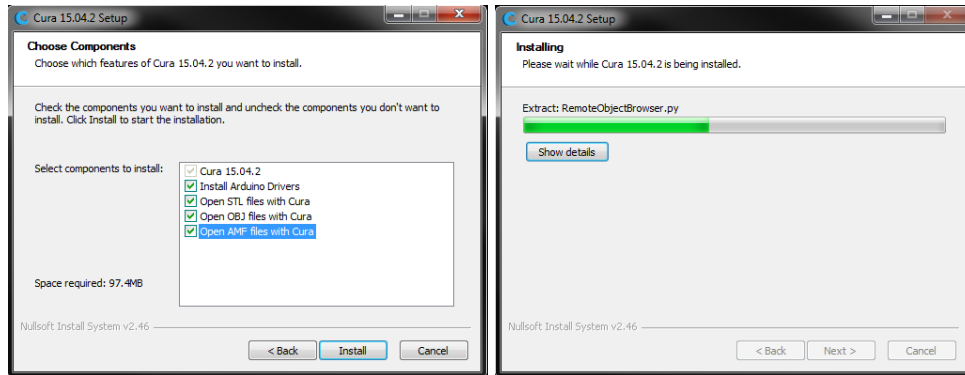 Cura 15.04.2 Setup
Choose Components
Choose which features of Cura 15.04.2 you want to install.
Check the components you want to install and uncheck the components you don't want to
install. Click Install to start the installation.
Select components to install:
Cura 15.04.2
Install Arduino Drivers
Open STL files with Cura
Open OBJ files with Cura
Open AMF files with Cura
Space required: 97.4MB
Nullsoft Install System v2.46
< Back
Install
Cancel
Cura 15.04.2 Setup
Installing
Please wait while Cura 15.04.2 is being installed.
Extract: RemoteObjectBrowser.py
Show details
Nullsoft Install System v2.46
< Back
Next >
Cancel